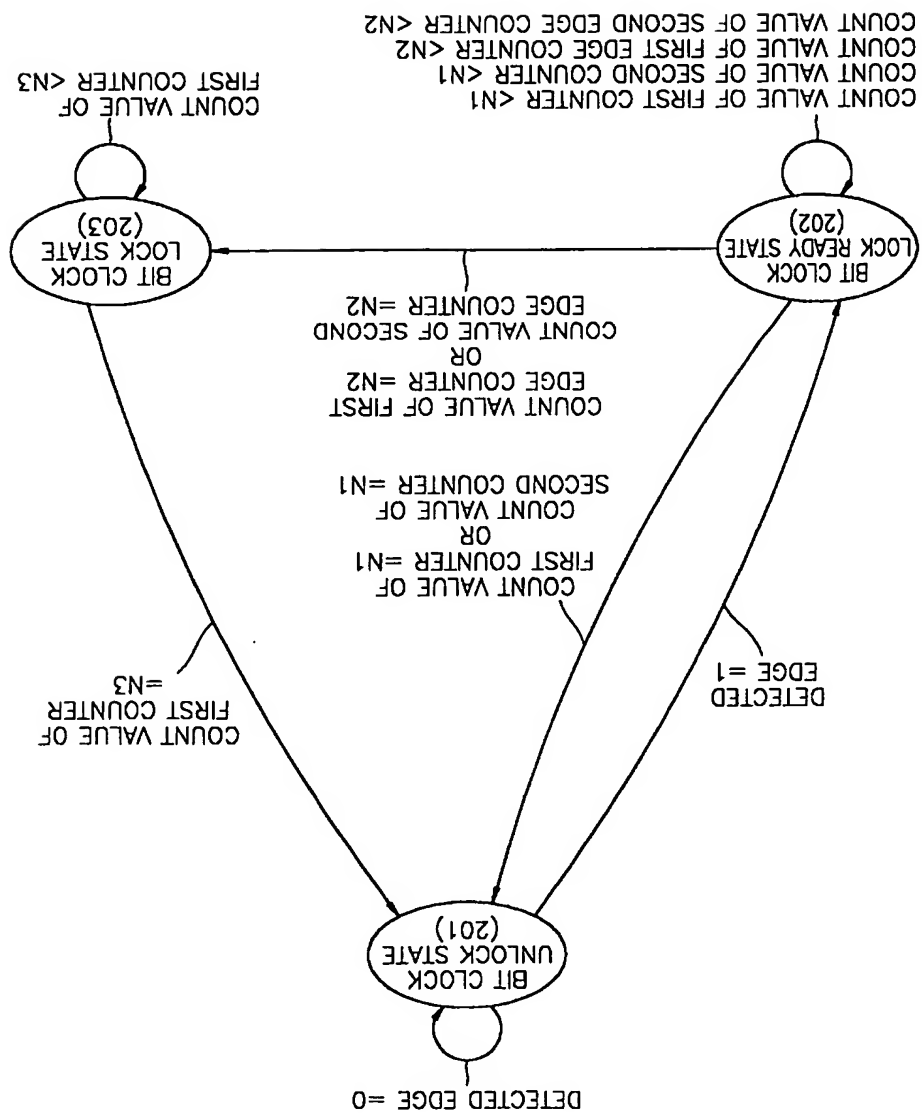 DETECTED EDGE =0
BIT CLOCK
UNLOCK STATE
(201)
DETECTED
EDGE =1
COUNT VALUE OF
FIRST COUNTER
=N3
COUNT VALUE OF
FIRST COUNTER =N1
OR
COUNT VALUE OF
SECOND COUNTER =N1
COUNT VALUE OF FIRST
EDGE COUNTER =N2
OR
COUNT VALUE OF SECOND
EDGE COUNTER =N2
BIT CLOCK
LOCK READY STATE
(202)
BIT CLOCK
LOCK STATE
(203)
COUNT VALUE OF FIRST COUNTER <N1
COUNT VALUE OF SECOND COUNTER <N1
COUNT VALUE OF FIRST EDGE COUNTER <N2
COUNT VALUE OF SECOND EDGE COUNTER <N2
COUNT VALUE OF
FIRST COUNTER <N3